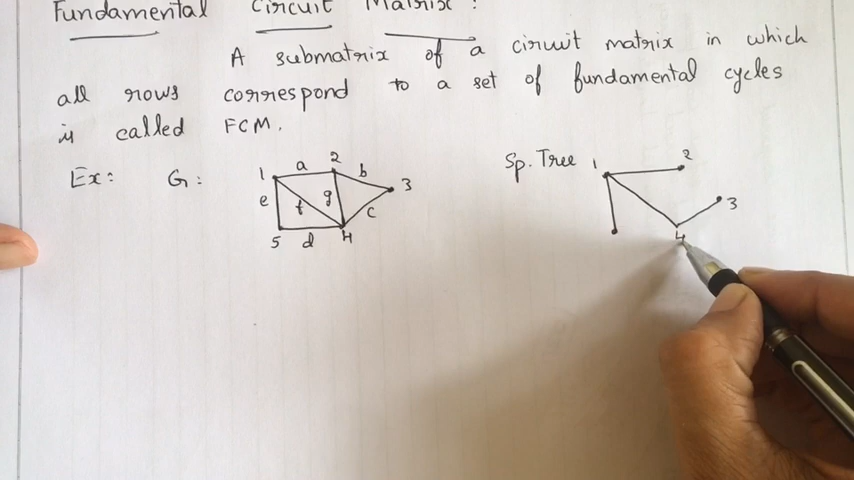 Fundamental Circuit Matrix:
A submatrix of a ciruit matrix in which
all rows correspond to a set of fundamental cycles
is called FCM.
Ex: G: 1 a 2 b 3 e f g c 5 d 4
Sp. Tree 1 2 3 4